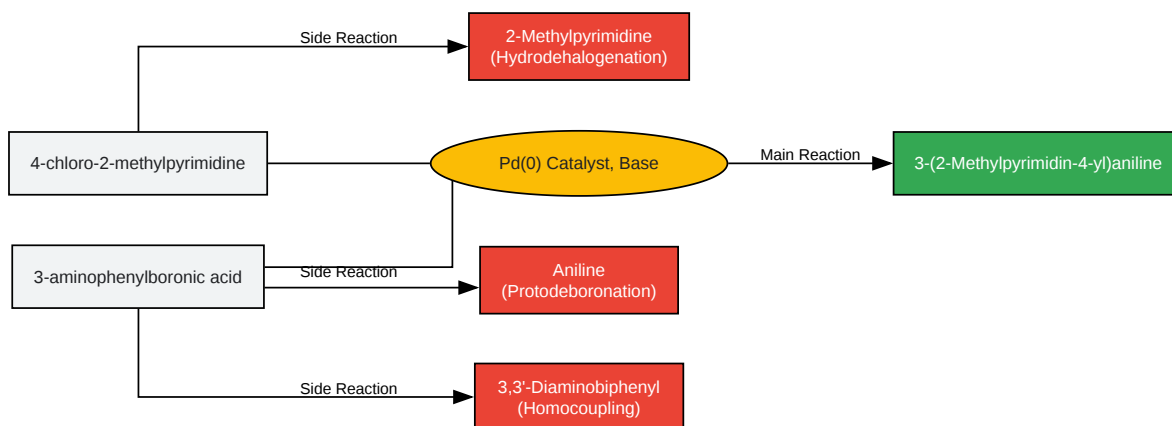 Side Reaction
2-Methylpyrimidine
(Hydrodehalogenation)
4-chloro-2-methylpyrimidine
Pd(0) Catalyst, Base
Main Reaction
3-(2-Methylpyrimidin-4-yl)aniline
3-aminophenylboronic acid
Side Reaction
Aniline
(Protodeboronation)
Side Reaction
3,3'-Diaminobiphenyl
(Homocoupling)